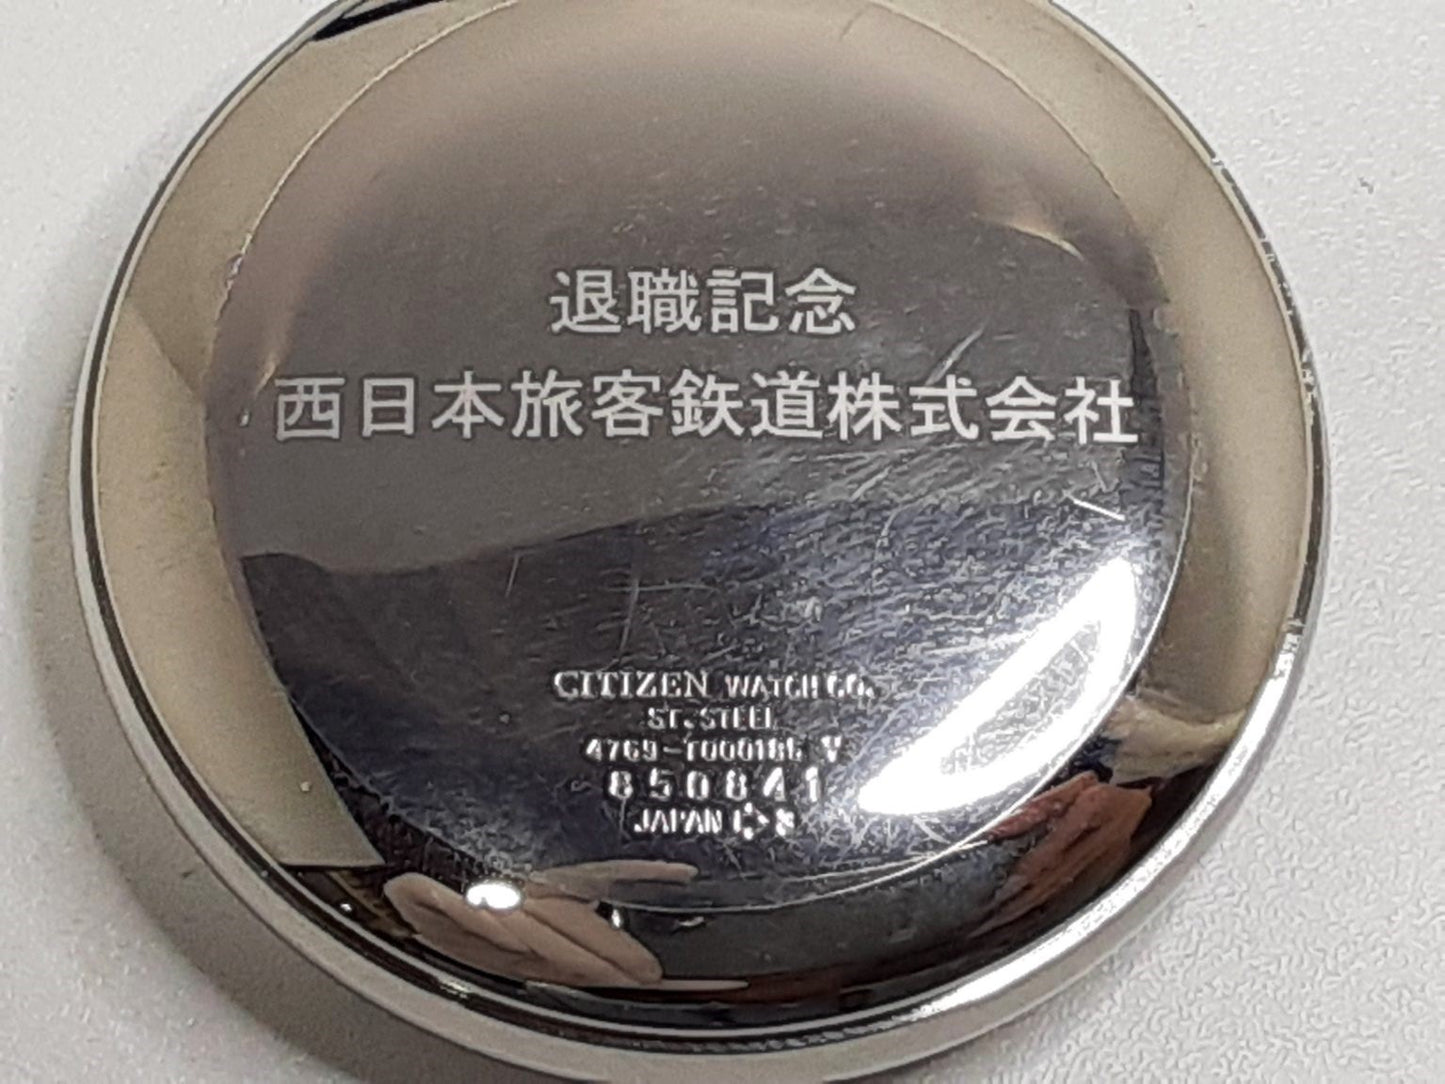 退職記念
西日本旅客鉄道株式会社
CITIZEN WATCH CO.
ST. STEEL
850841
JAPAN